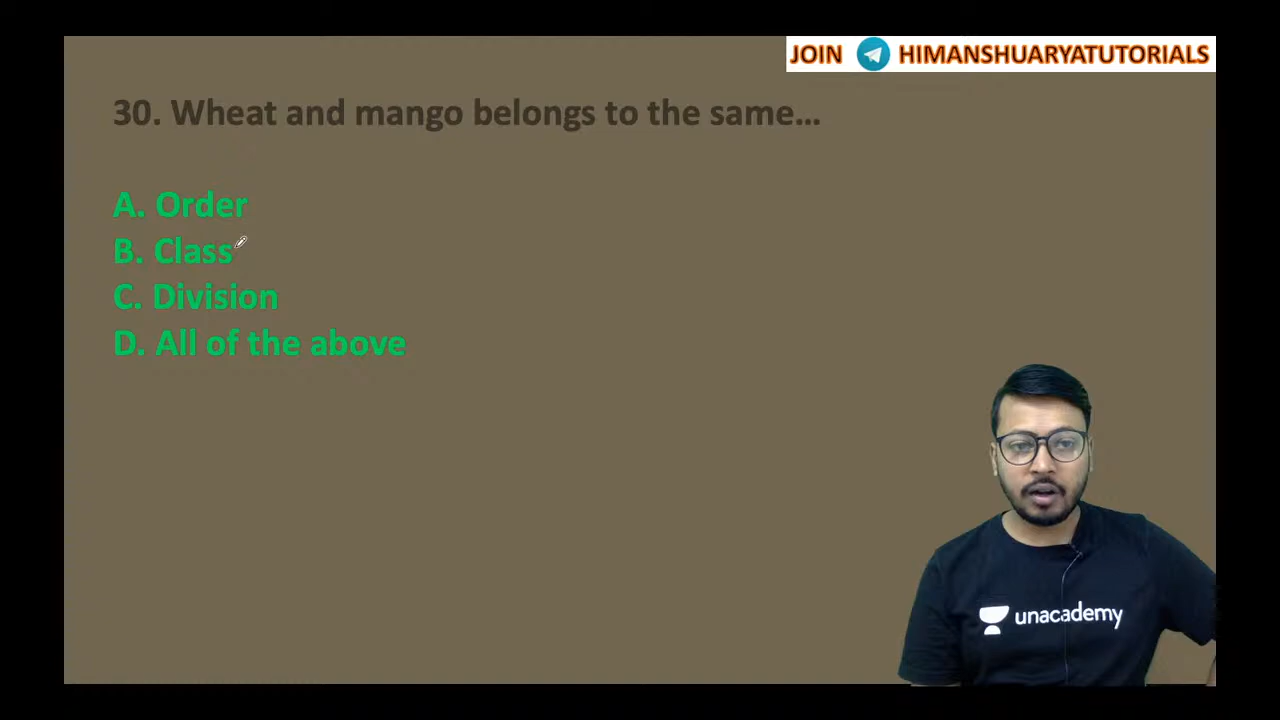 JOIN HIMANSHUARYATUTORIALS
30. Wheat and mango belongs to the same...
A. Order
B. Class
C. Division
D. All of the above
unacademy